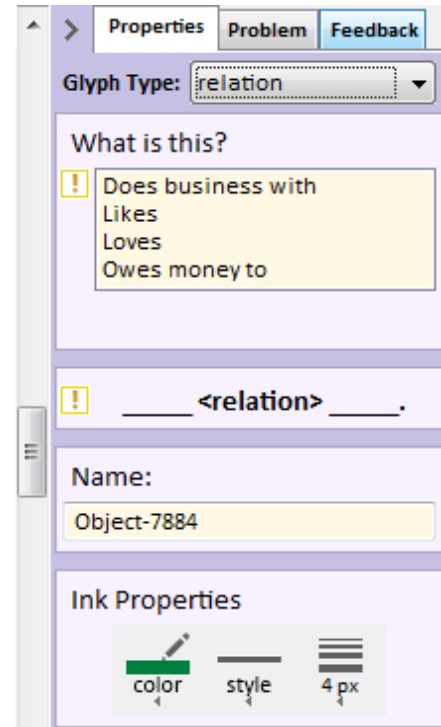 Properties Problem Feedback
Glyph Type: relation
What is this?
! Does business with
Likes
Loves
Owes money to
! _____ <relation> _____.
Name:
Object-7884
Ink Properties
color style 4 px